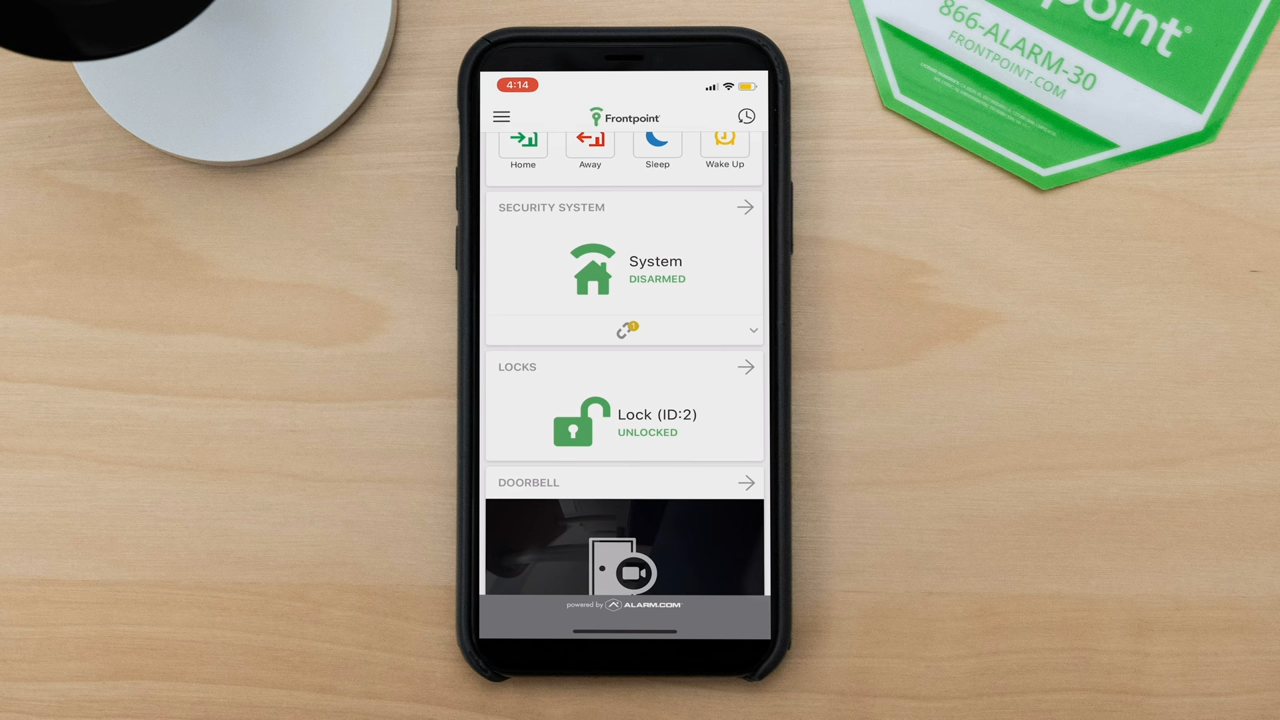 4:14
Frontpoint
Home
Away
Sleep
Wake Up
SECURITY SYSTEM
System
DISARMED
1
LOCKS
Lock (ID:2)
UNLOCKED
DOORBELL
powered by ALARM.COM
point®
866-ALARM-30
FRONTPOINT.COM